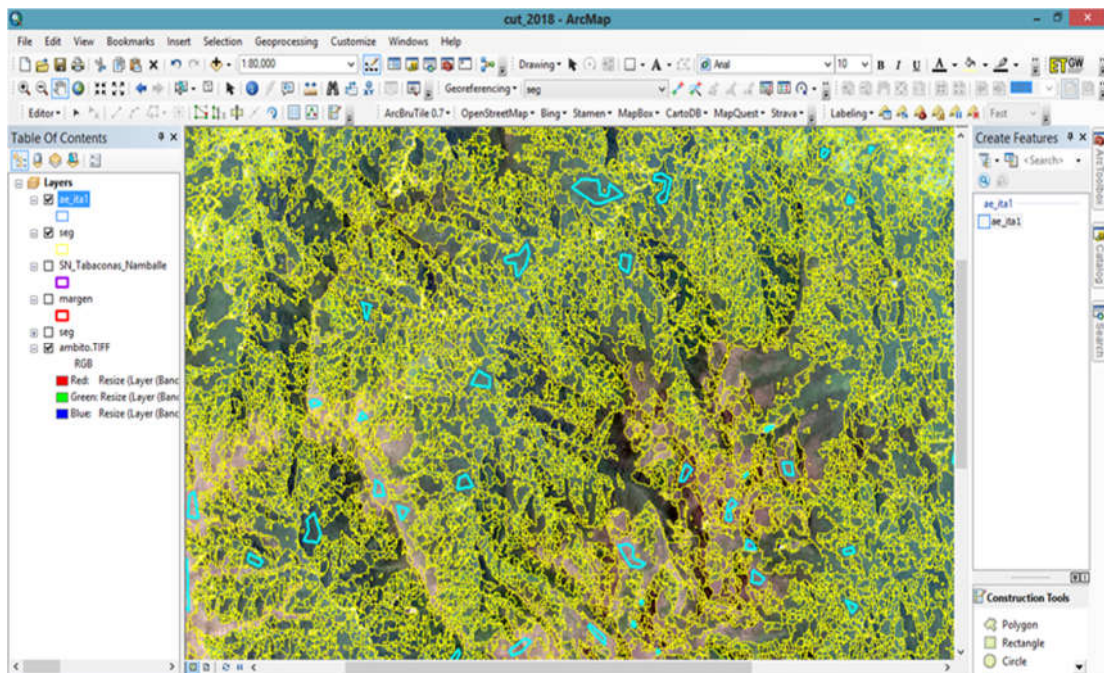 cut_2018 - ArcMap
File Edit View Bookmarks Insert Selection Geoprocessing Customize Windows Help
1:80,000 Drawing Arial 10 B I U A ET GW
Georeferencing seg
Editor ArcBruTile 0.7 OpenStreetMap Bing Stamen MapBox CartoDB MapQuest Strava Labeling Fast
Table Of Contents
Layers
ae_ita1
seg
SN_Tabaconas_Namballe
margen
seg
ambito.TIFF
RGB
Red: Resize (Layer (Banc
Green: Resize (Layer (Banc
Blue: Resize (Layer (Banc
Create Features
<Search>
ae_ita1
ae_ita1
Construction Tools
Polygon
Rectangle
Circle
ArcToolbox
Catalog
Search